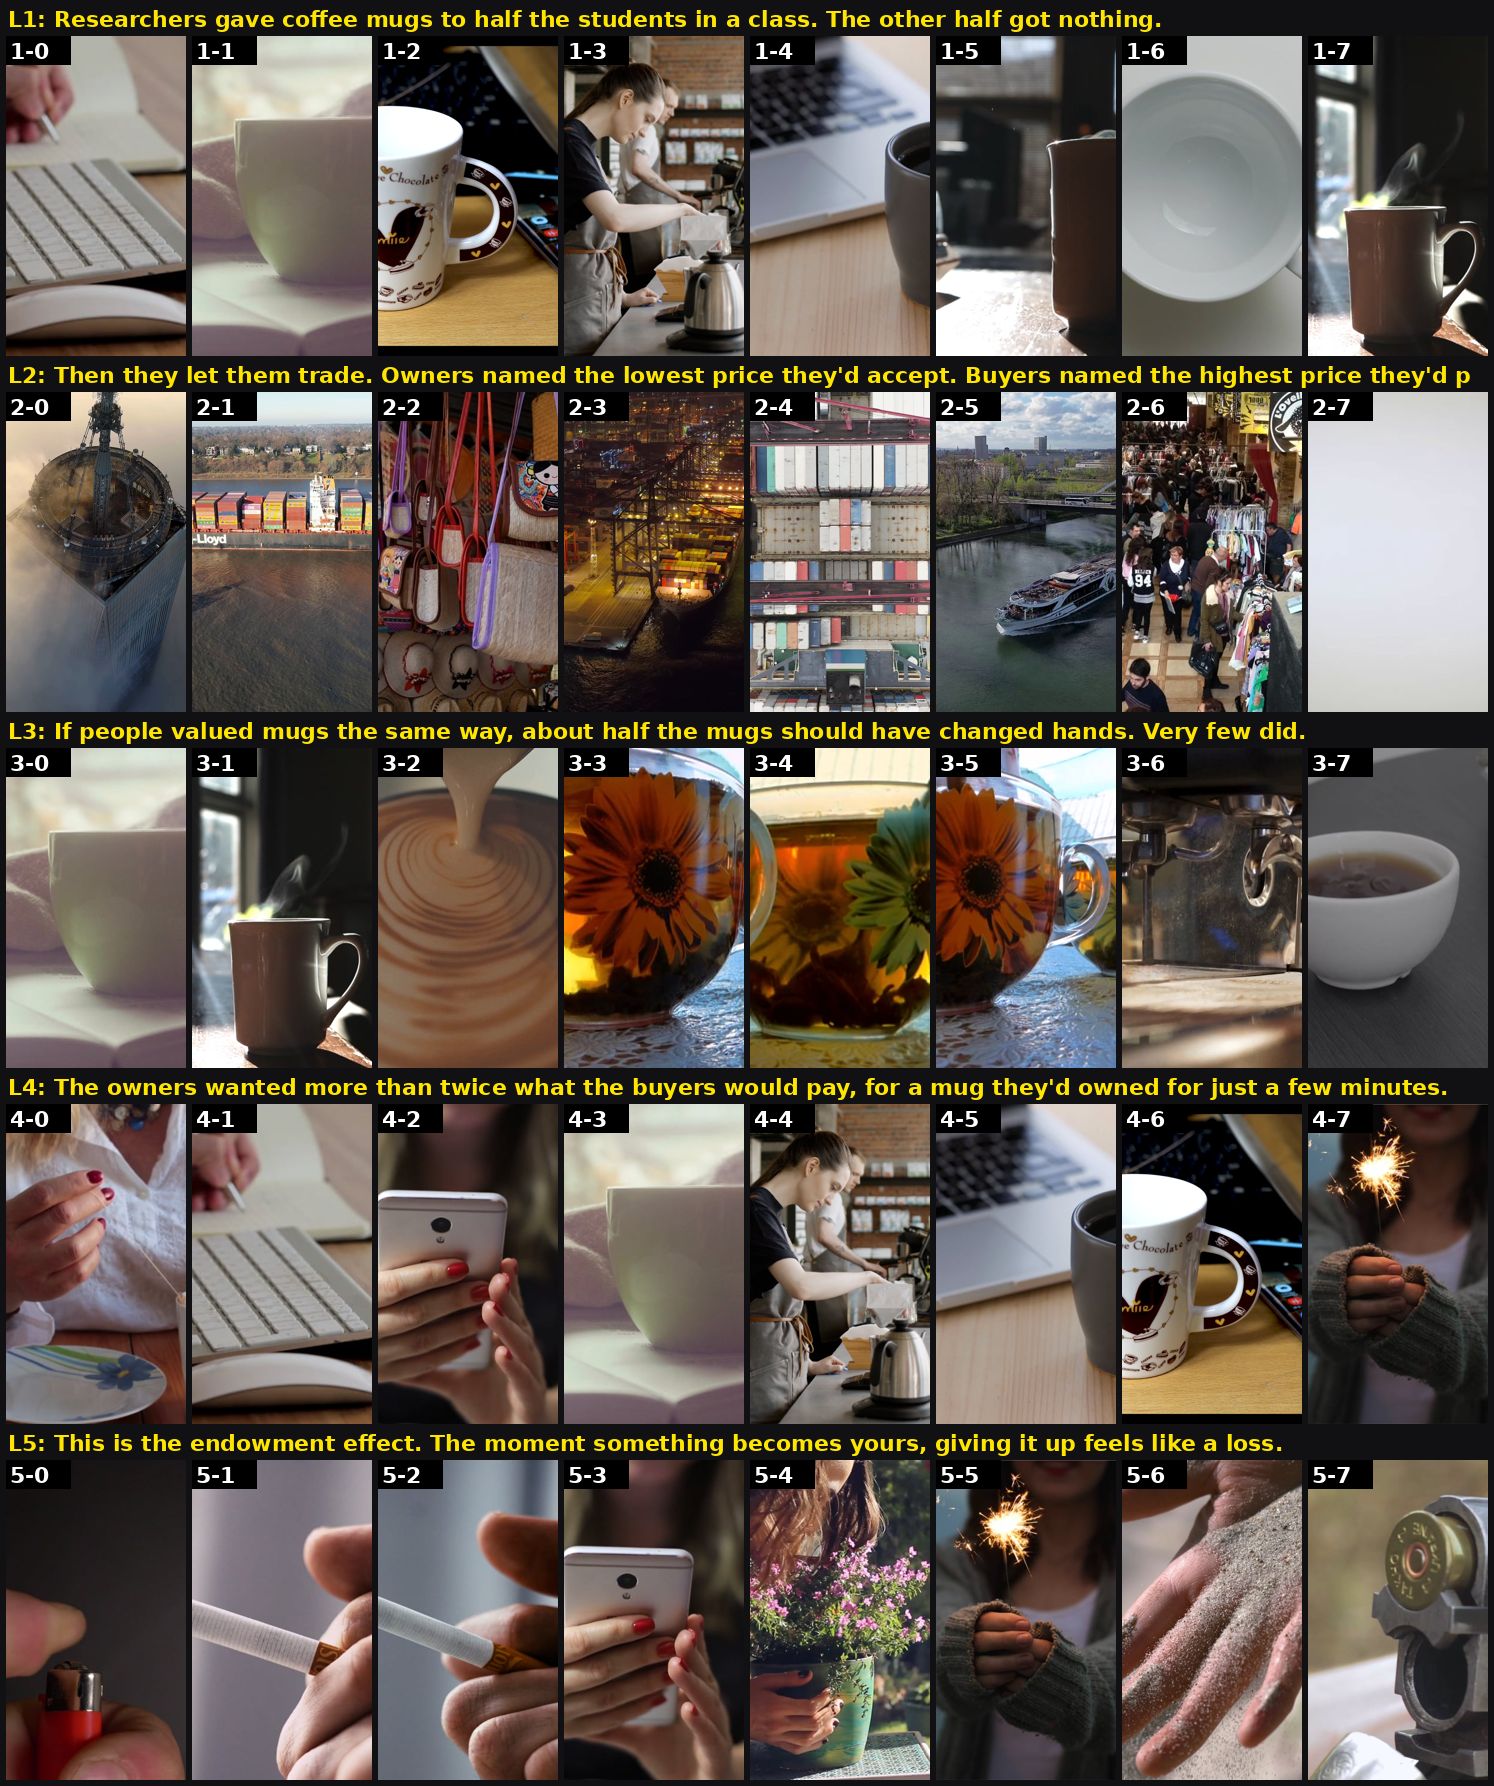 L1: Researchers gave coffee mugs to half the students in a class. The other half got nothing.
1-0 1-1 1-2 1-3 1-4 1-5 1-6 1-7
L2: Then they let them trade. Owners named the lowest price they'd accept. Buyers named the highest price they'd p
2-0 2-1 2-2 2-3 2-4 2-5 2-6 2-7
-Lloyd
94
L3: If people valued mugs the same way, about half the mugs should have changed hands. Very few did.
3-0 3-1 3-2 3-3 3-4 3-5 3-6 3-7
L4: The owners wanted more than twice what the buyers would pay, for a mug they'd owned for just a few minutes.
4-0 4-1 4-2 4-3 4-4 4-5 4-6 4-7
Chocolate
L5: This is the endowment effect. The moment something becomes yours, giving it up feels like a loss.
5-0 5-1 5-2 5-3 5-4 5-5 5-6 5-7